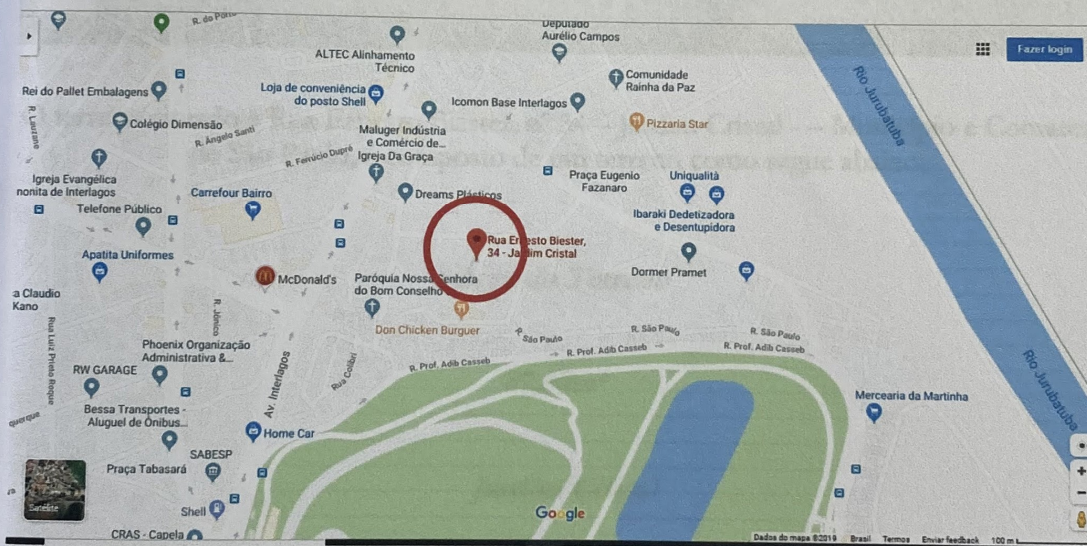 Deputado
Aurélio Campos
ALTEC Alinhamento
Técnico
Fazer login
Rei do Pallet Embalagens
Loja de conveniência
do posto Shell
Icomon Base Interlagos
Comunidade
Rainha da Paz
Rio Jurubatuba
R. Lauzane
Colégio Dimensão
R. Ângelo Santi
Maluger Indústria
e Comércio de...
Pizzaria Star
R. Ferrúcio Dupré
Igreja Da Graça
Igreja Evangélica
nonita de Interlagos
Carrefour Bairro
Dreams Plásticos
Praça Eugenio
Fazanaro
Uniqualitá
Telefone Público
Ibaraki Dedetizadora
e Desentupidora
Rua Ernesto Biester,
34 - Jardim Cristal
Apatita Uniformes
McDonald's
Paróquia Nossa Senhora
do Bom Conselho
Dormer Pramet
a Claudio
Kano
R. Jônico
Don Chicken Burguer
Rua Luiz Prieto Roque
R. São Paulo
R. São Paulo
R. São Paulo
R. Prof. Adib Casseb
R. Prof. Adib Casseb
R. Prof. Adib Casseb
Phoenix Organização
Administrativa &...
Av. Interlagos
Rua Colibri
RW GARAGE
Rio Jurubatuba
Mercearia da Martinha
Bessa Transportes -
Aluguel de Ônibus...
querque
Home Car
SABESP
Praça Tabasará
Satélite
Shell
Google
CRAS - Capela
Dados do mapa ©2019 Brasil Termos Enviar feedback 100 m